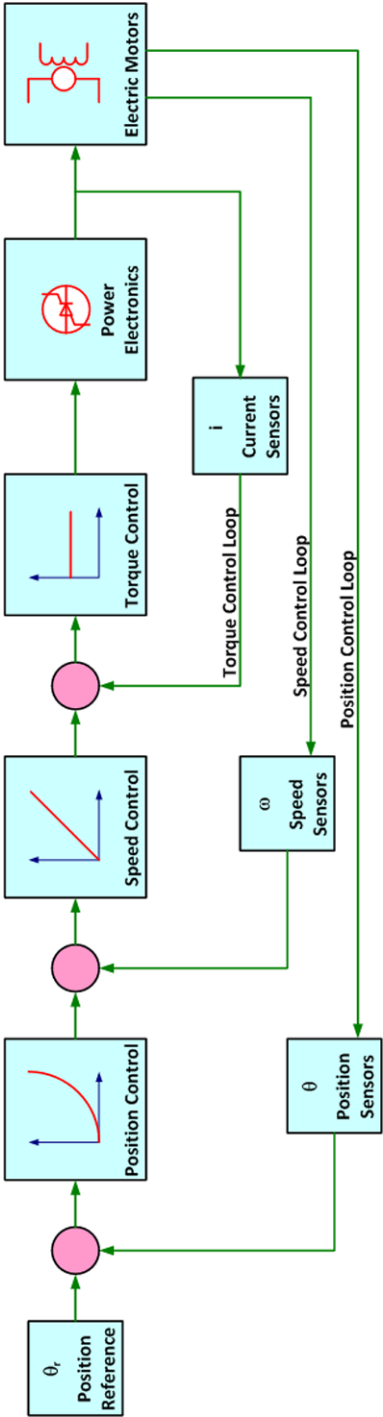 θr
Position
Reference
Position Control
Speed Control
Torque Control
Power
Electronics
Electric Motors
i
Current
Sensors
Torque Control Loop
ω
Speed
Sensors
Speed Control Loop
θ
Position
Sensors
Position Control Loop